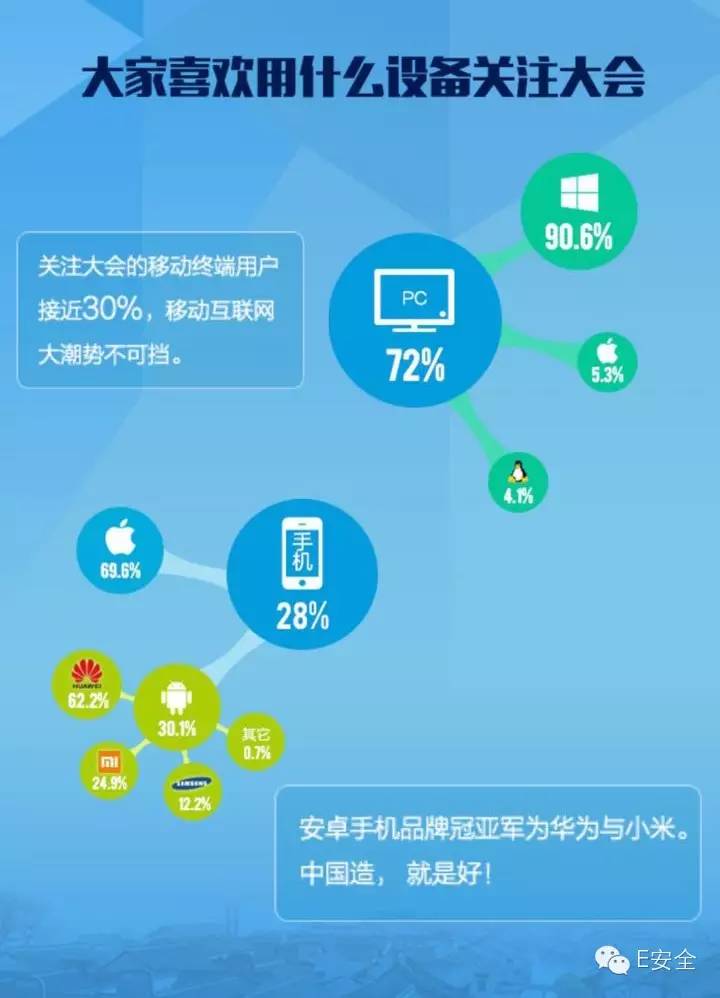 大家喜欢用什么设备关注大会
90.6%
关注大会的移动终端用户
接近30%，移动互联网
大潮势不可挡。
PC
72%
5.3%
4.1%
手
机
28%
69.6%
HUAWEI
62.2%
30.1%
其它
0.7%
mi
24.9%
SAMSUNG
12.2%
安卓手机品牌冠亚军为华为与小米。
中国造， 就是好！
E安全